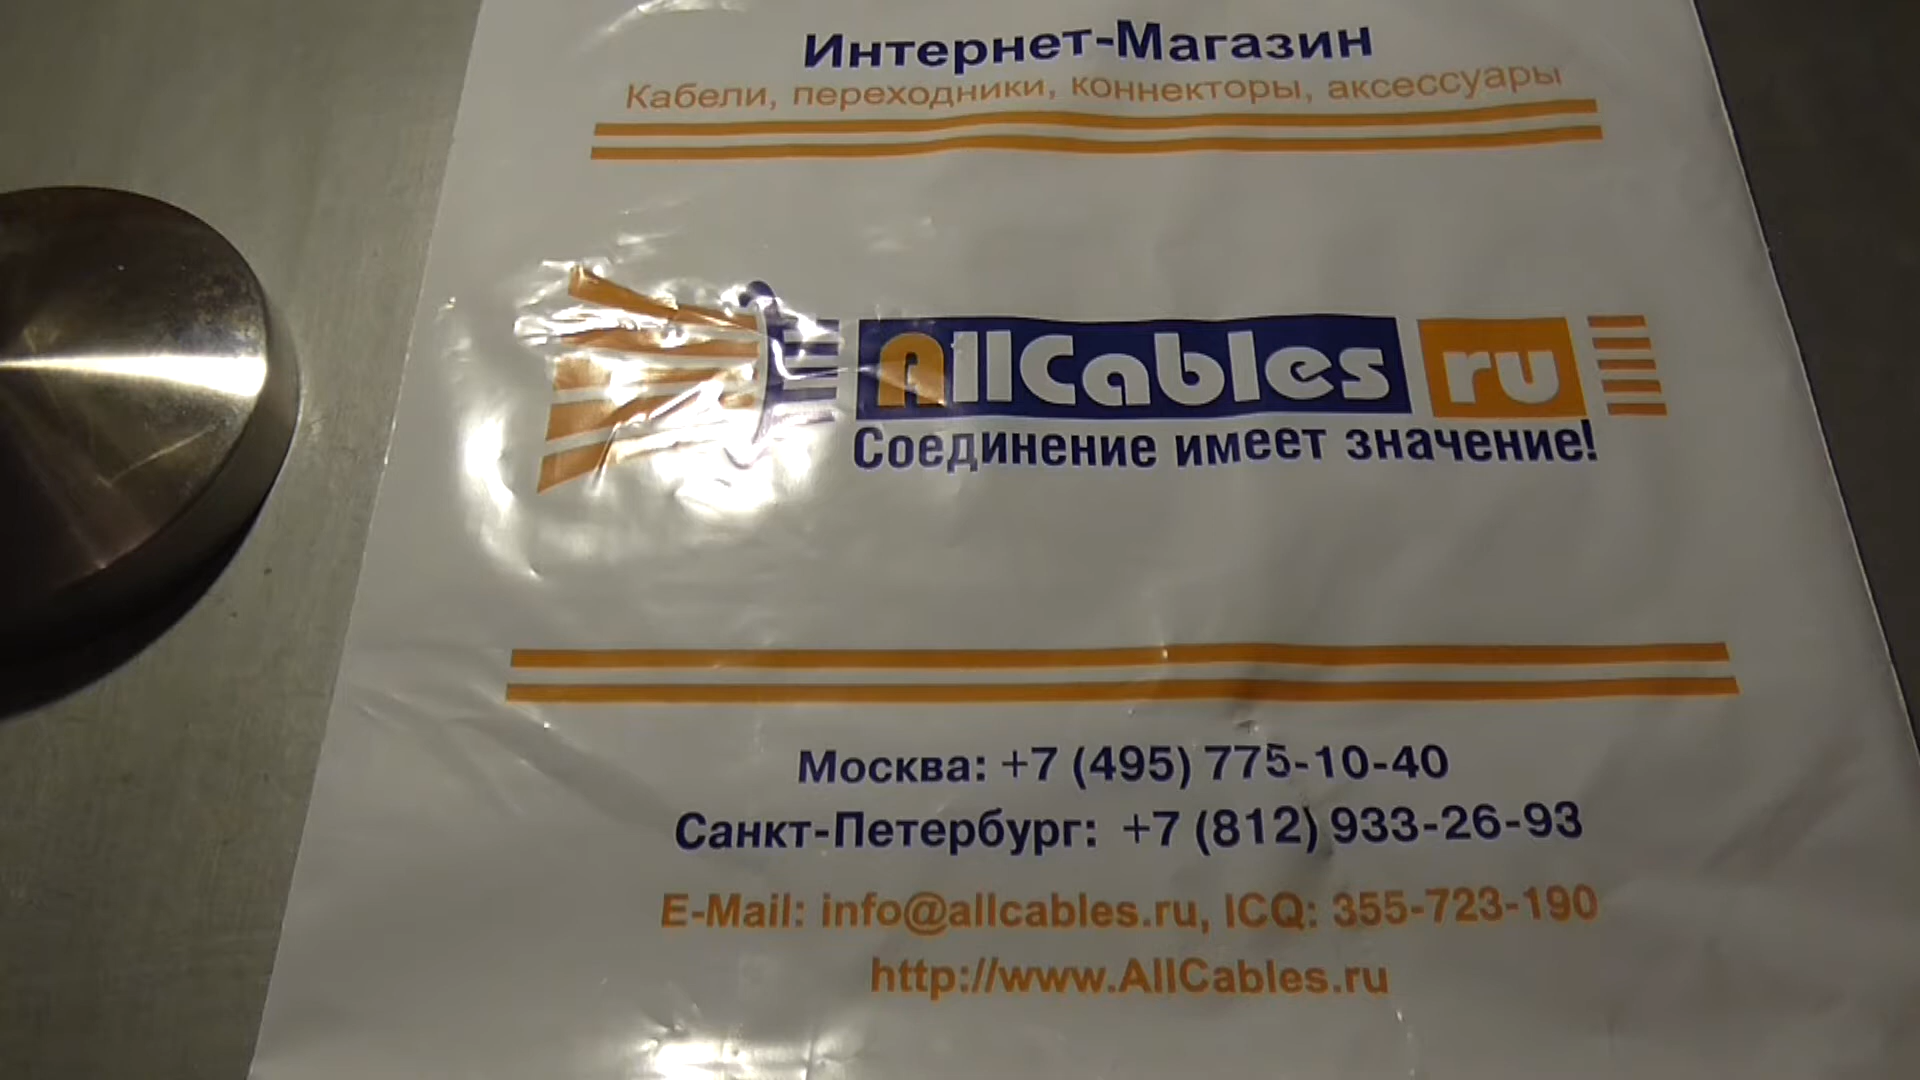 Интернет-Магазин
Кабели, переходники, коннекторы, аксессуары
AllCables ru
Соединение имеет значение!
Москва: +7 (495) 775-10-40
Санкт-Петербург: +7 (812) 933-26-93
E-Mail: info@allcables.ru, ICQ: 355-723-190
http://www.AllCables.ru